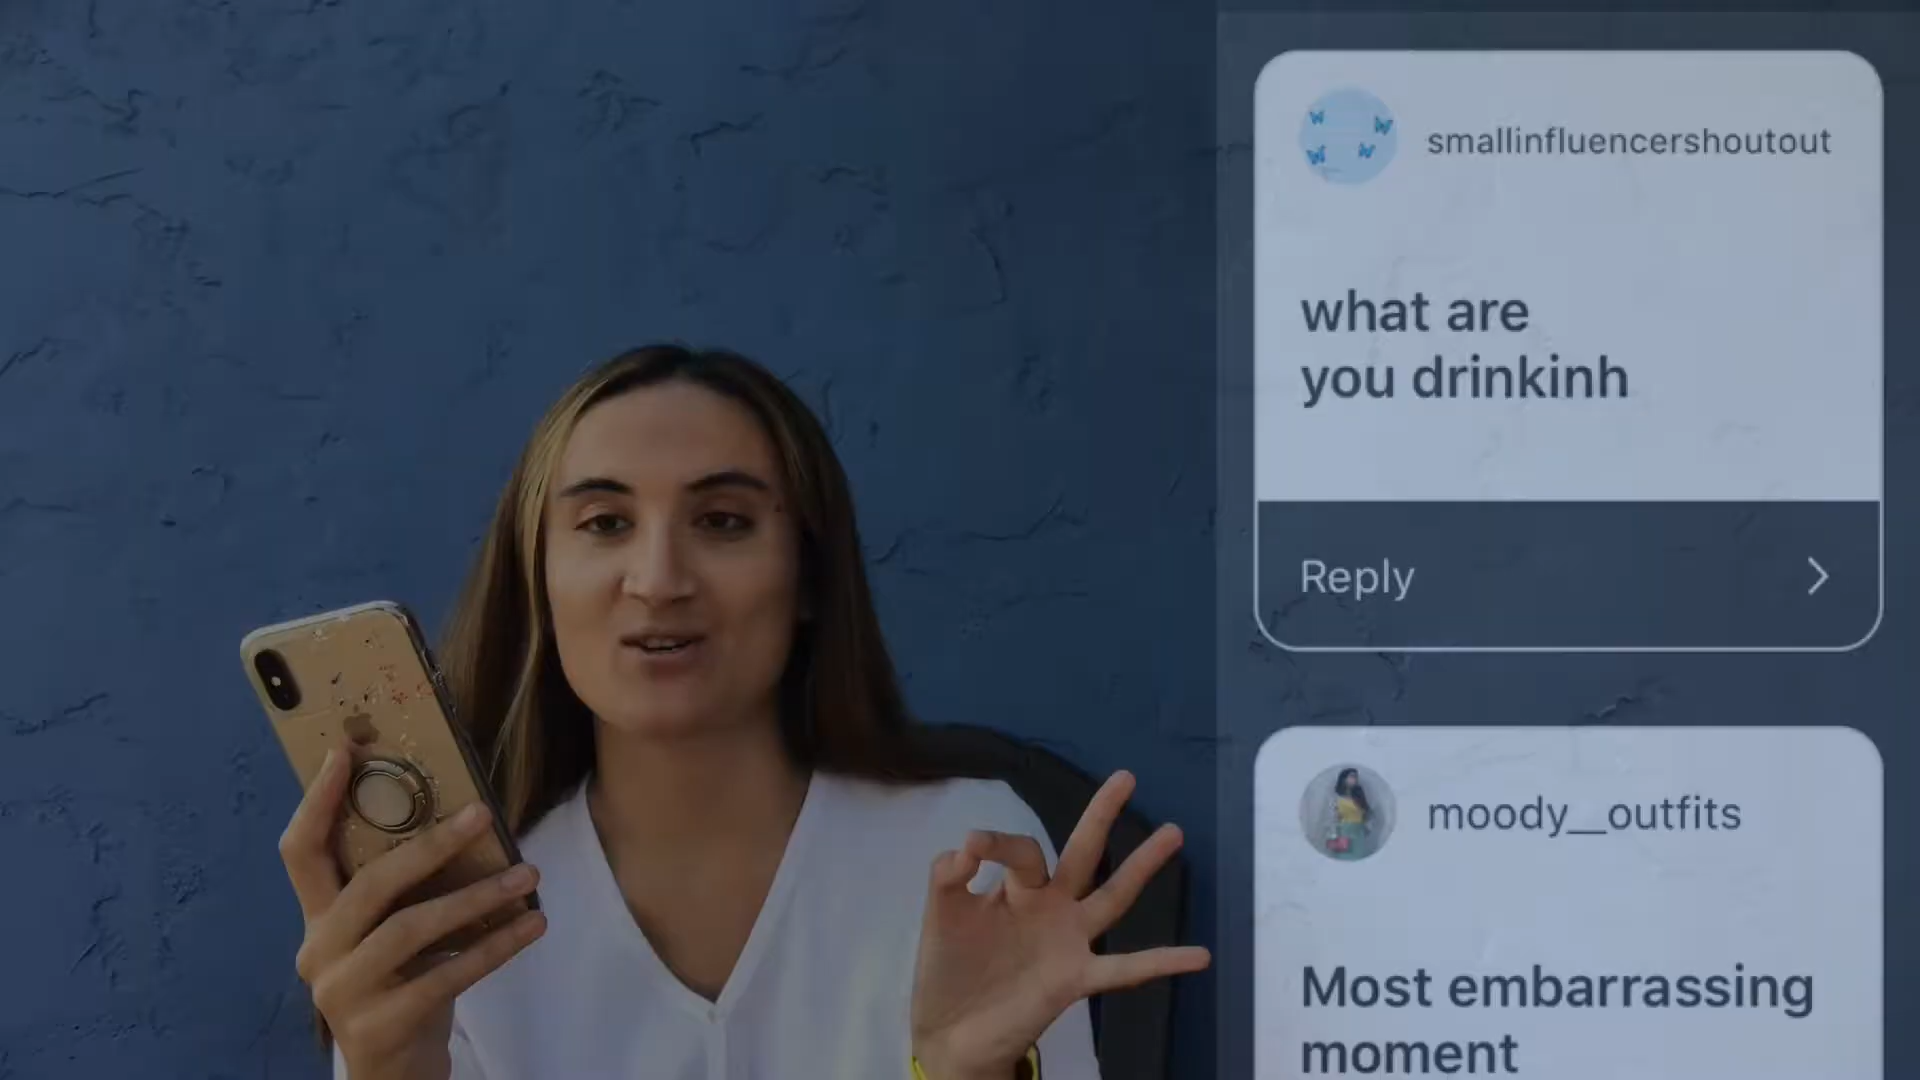 smallinfluencershoutout
what are
you drinkinh
Reply
moody__outfits
Most embarrassing
moment